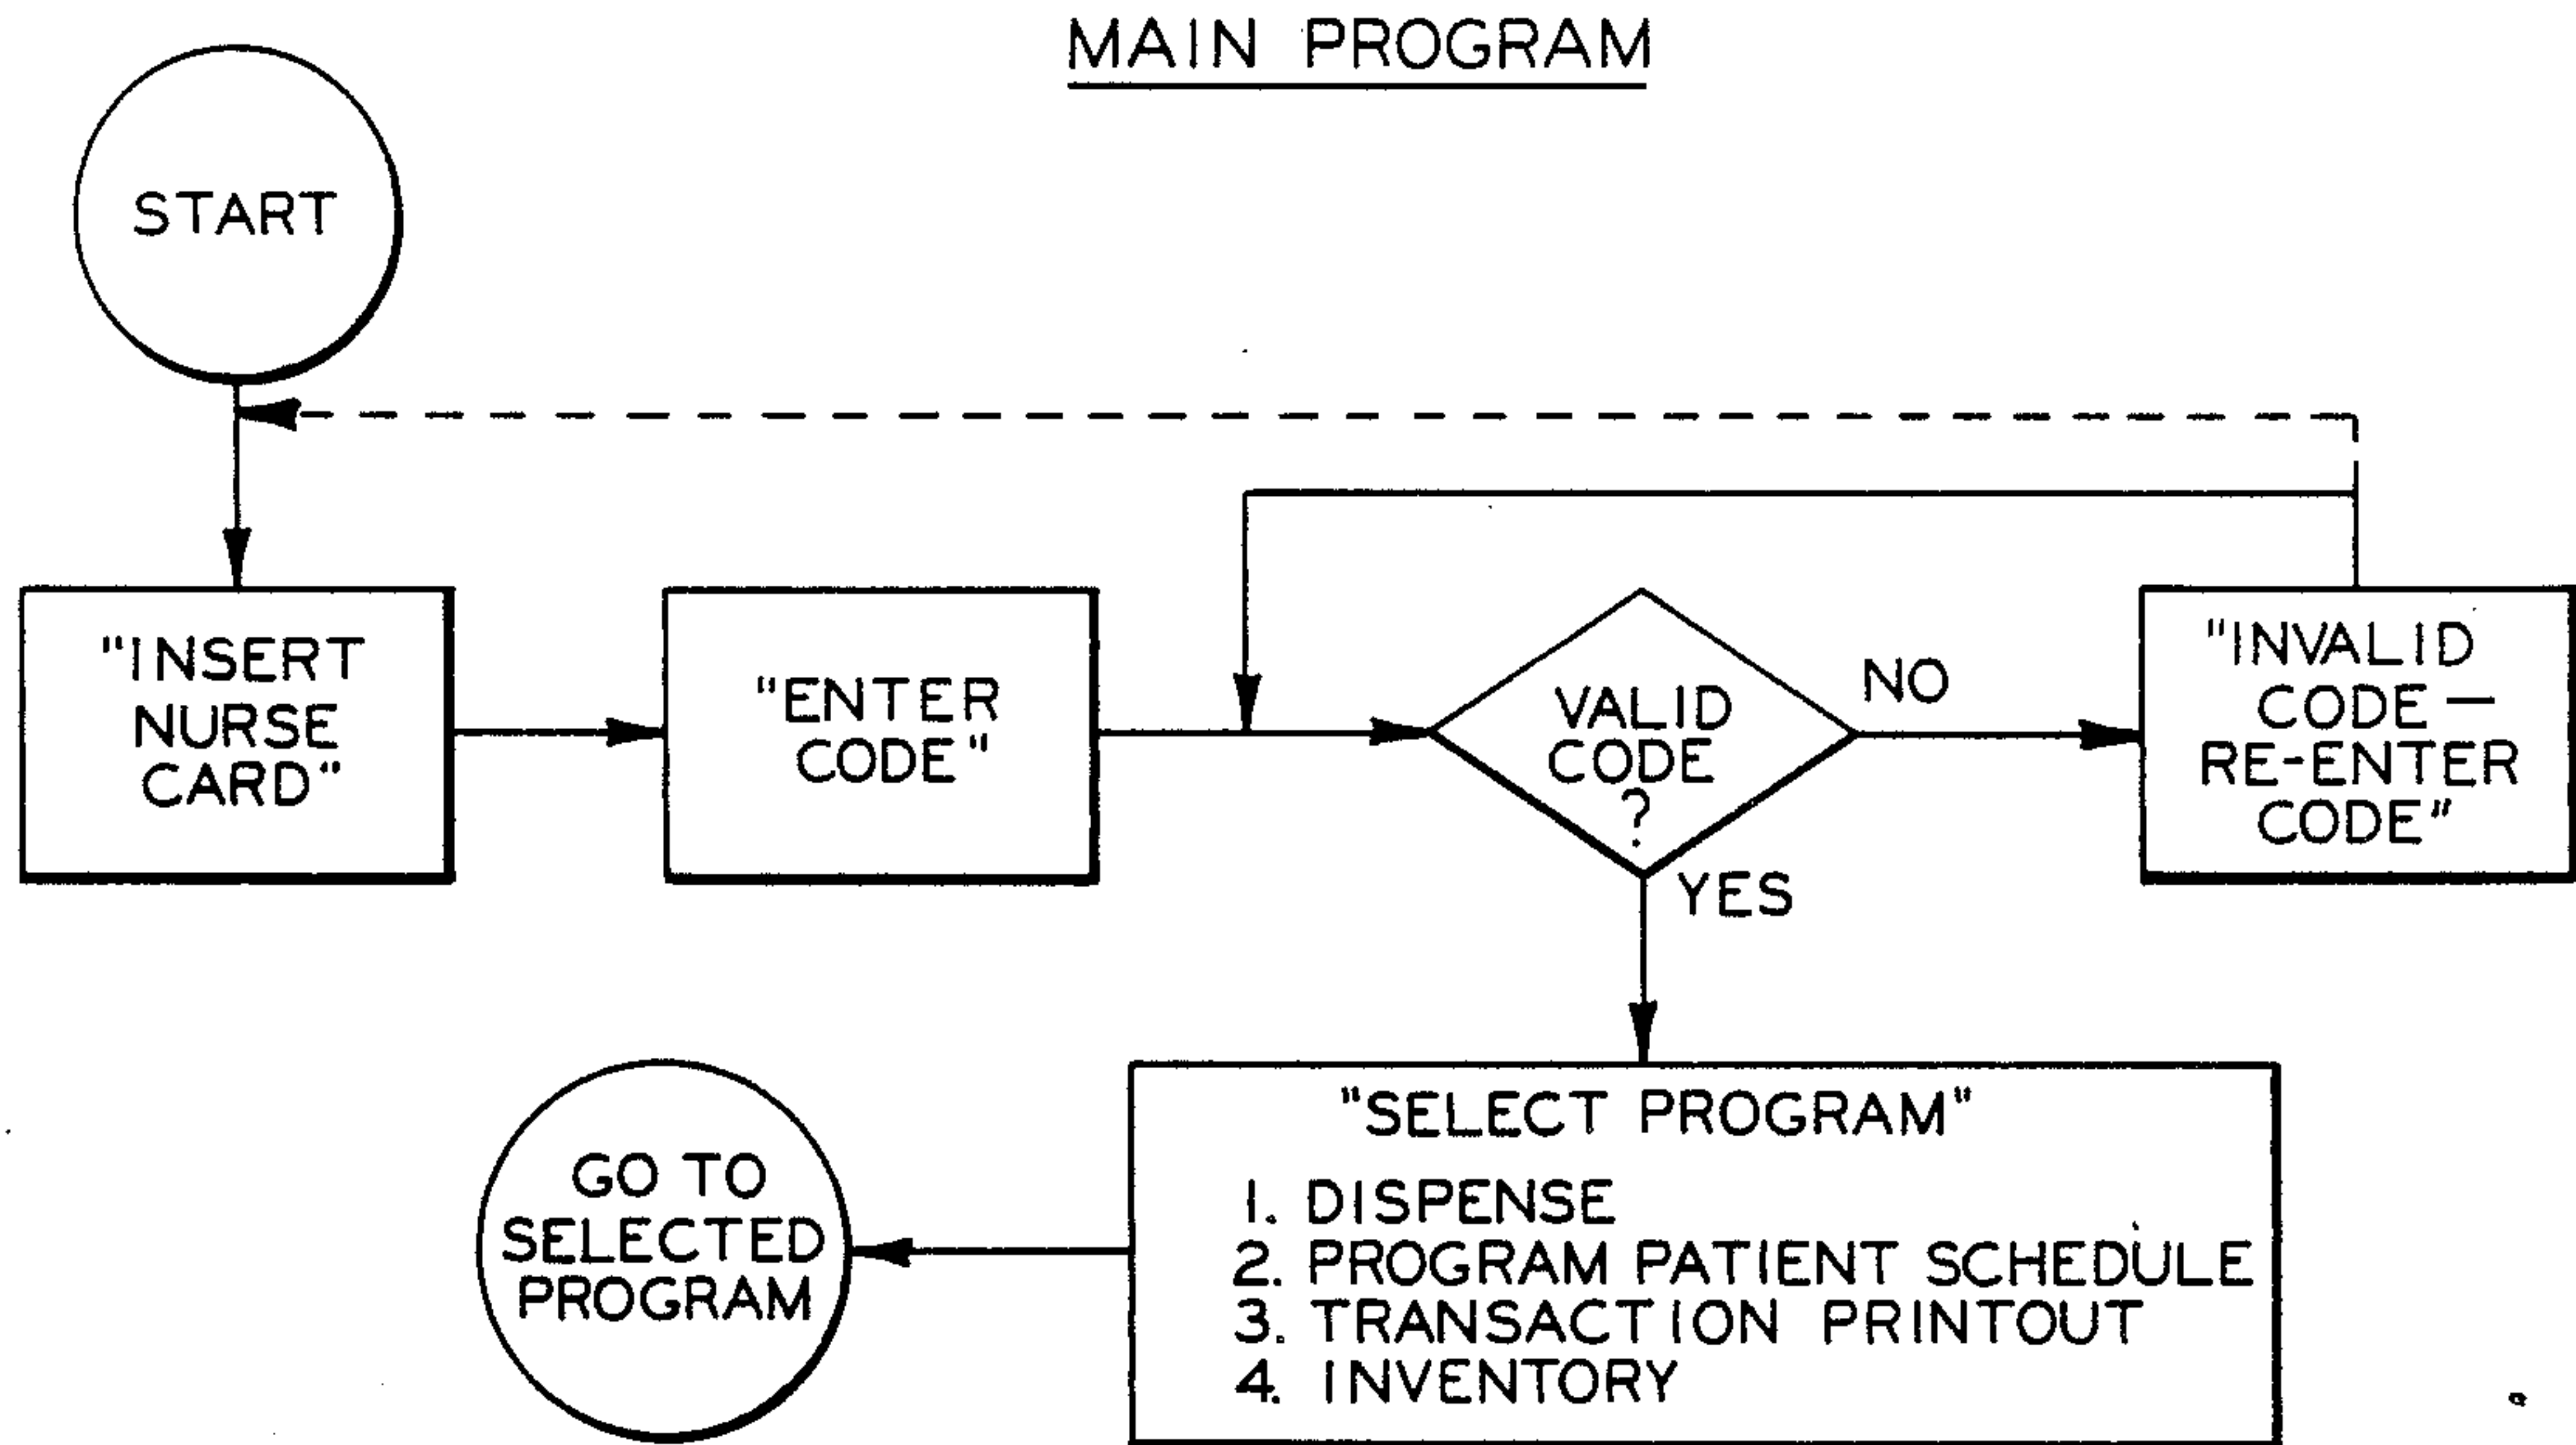 MAIN PROGRAM
START
"INSERT
NURSE
CARD"
"ENTER
CODE"
VALID
CODE
?
NO
"INVALID
CODE —
RE-ENTER
CODE"
YES
"SELECT PROGRAM"
1. DISPENSE
2. PROGRAM PATIENT SCHEDULE
3. TRANSACTION PRINTOUT
4. INVENTORY
GO TO
SELECTED
PROGRAM